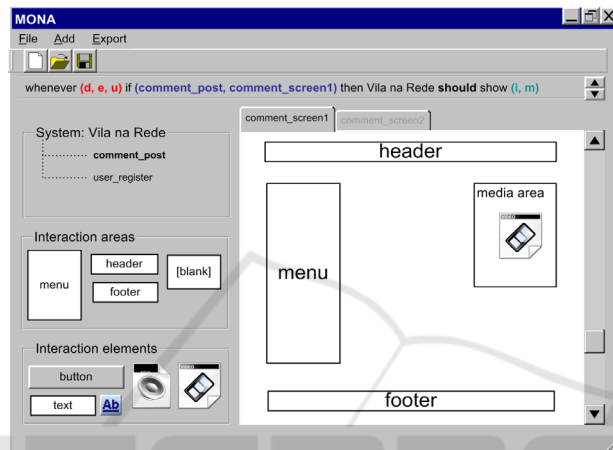 MONA
File Add Export
whenever (d, e, u) if (comment_post, comment_screen1) then Vila na Rede should show (i, m)
System: Vila na Rede
comment_post
user_register
Interaction areas
menu
header
footer
[blank]
Interaction elements
button
text
Ab
comment_screen1 comment_screen2
header
menu
media area
VIDEO
footer